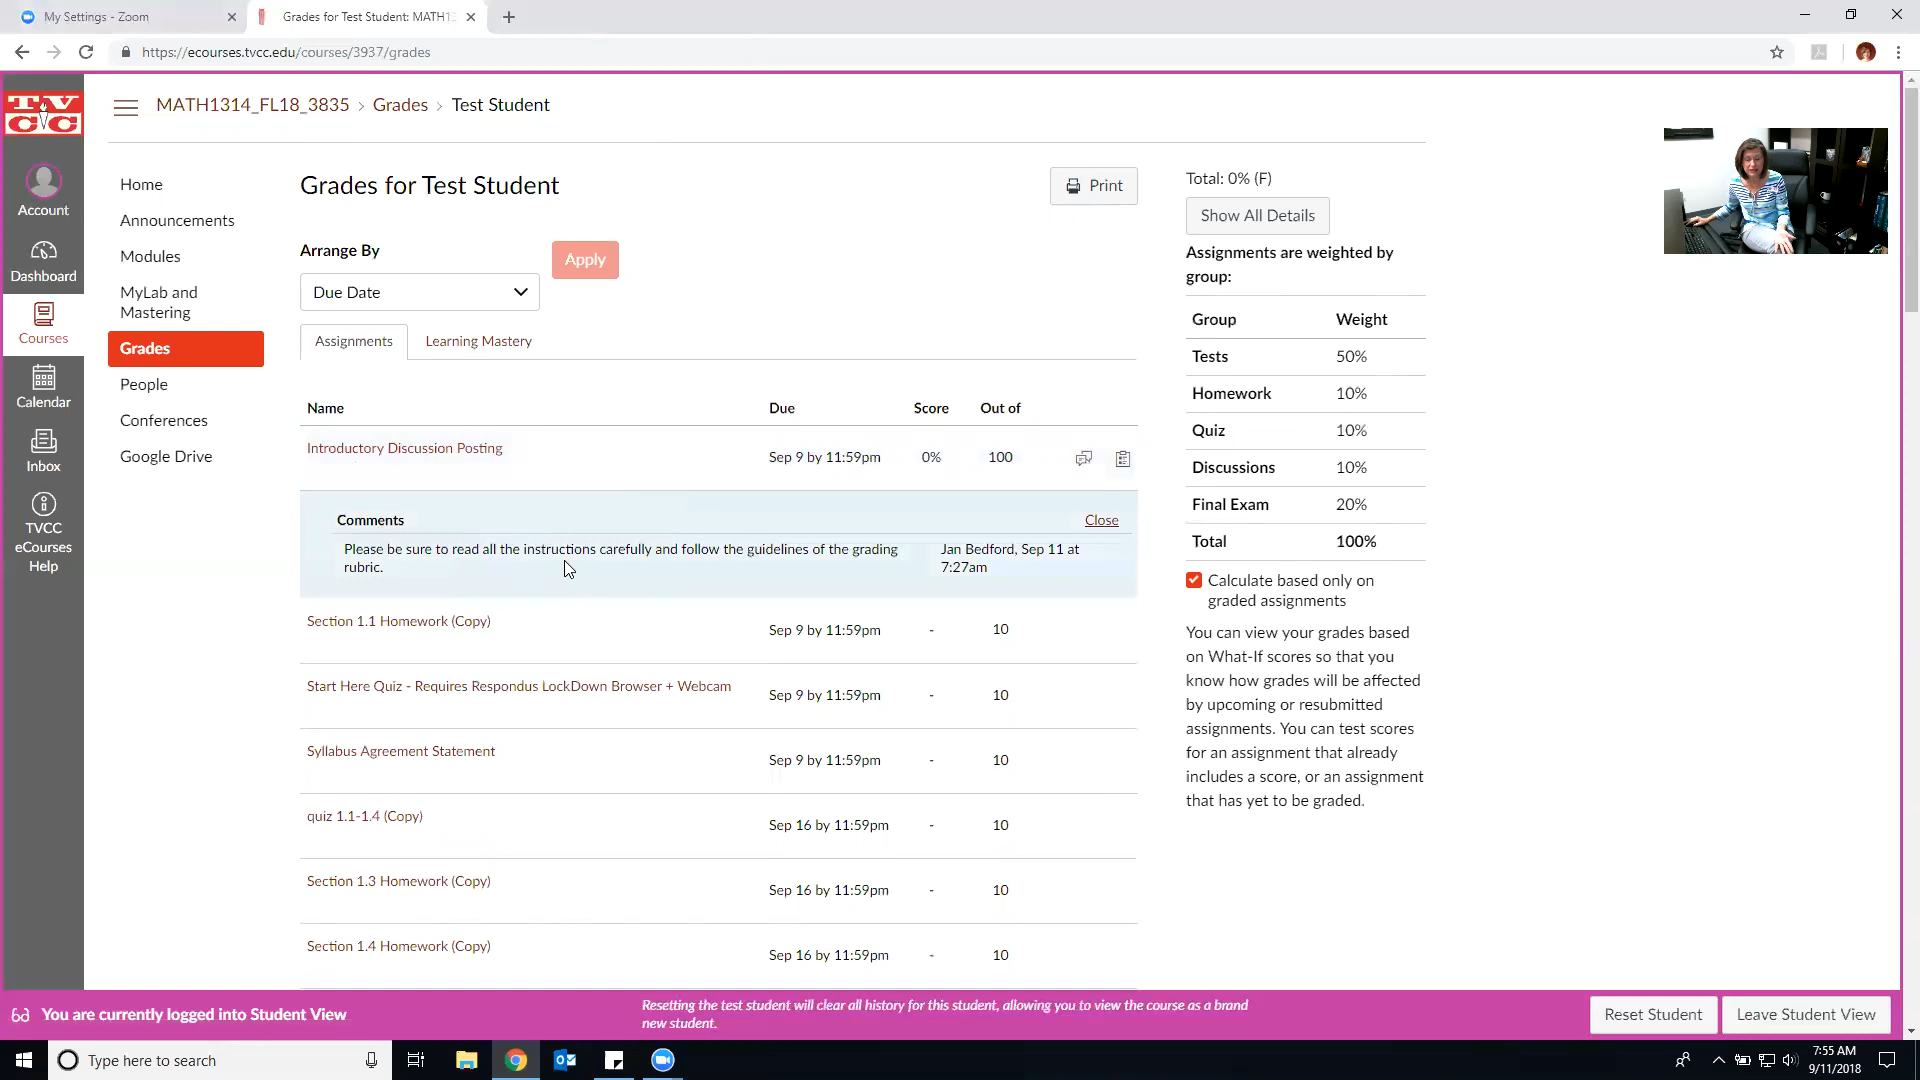 My Settings - Zoom
Grades for Test Student: MATH13
https://ecourses.tvcc.edu/courses/3937/grades
TV
CC
MATH1314_FL18_3835 › Grades › Test Student
Account
Dashboard
Courses
Calendar
Inbox
TVCC
eCourses
Help
Home
Announcements
Modules
MyLab and
Mastering
Grades
People
Conferences
Google Drive
Grades for Test Student
Print
Arrange By
Due Date
Apply
Assignments
Learning Mastery
Name Due Score Out of
Introductory Discussion Posting Sep 9 by 11:59pm 0% 100
Comments Close
Please be sure to read all the instructions carefully and follow the guidelines of the grading
rubric.
Jan Bedford, Sep 11 at
7:27am
Section 1.1 Homework (Copy) Sep 9 by 11:59pm - 10
Start Here Quiz - Requires Respondus LockDown Browser + Webcam Sep 9 by 11:59pm - 10
Syllabus Agreement Statement Sep 9 by 11:59pm - 10
quiz 1.1-1.4 (Copy) Sep 16 by 11:59pm - 10
Section 1.3 Homework (Copy) Sep 16 by 11:59pm - 10
Section 1.4 Homework (Copy) Sep 16 by 11:59pm - 10
Total: 0% (F)
Show All Details
Assignments are weighted by
group:
Group Weight
Tests 50%
Homework 10%
Quiz 10%
Discussions 10%
Final Exam 20%
Total 100%
Calculate based only on
graded assignments
You can view your grades based
on What-If scores so that you
know how grades will be affected
by upcoming or resubmitted
assignments. You can test scores
for an assignment that already
includes a score, or an assignment
that has yet to be graded.
You are currently logged into Student View
Resetting the test student will clear all history for this student, allowing you to view the course as a brand
new student.
Reset Student
Leave Student View
Type here to search
7:55 AM
9/11/2018